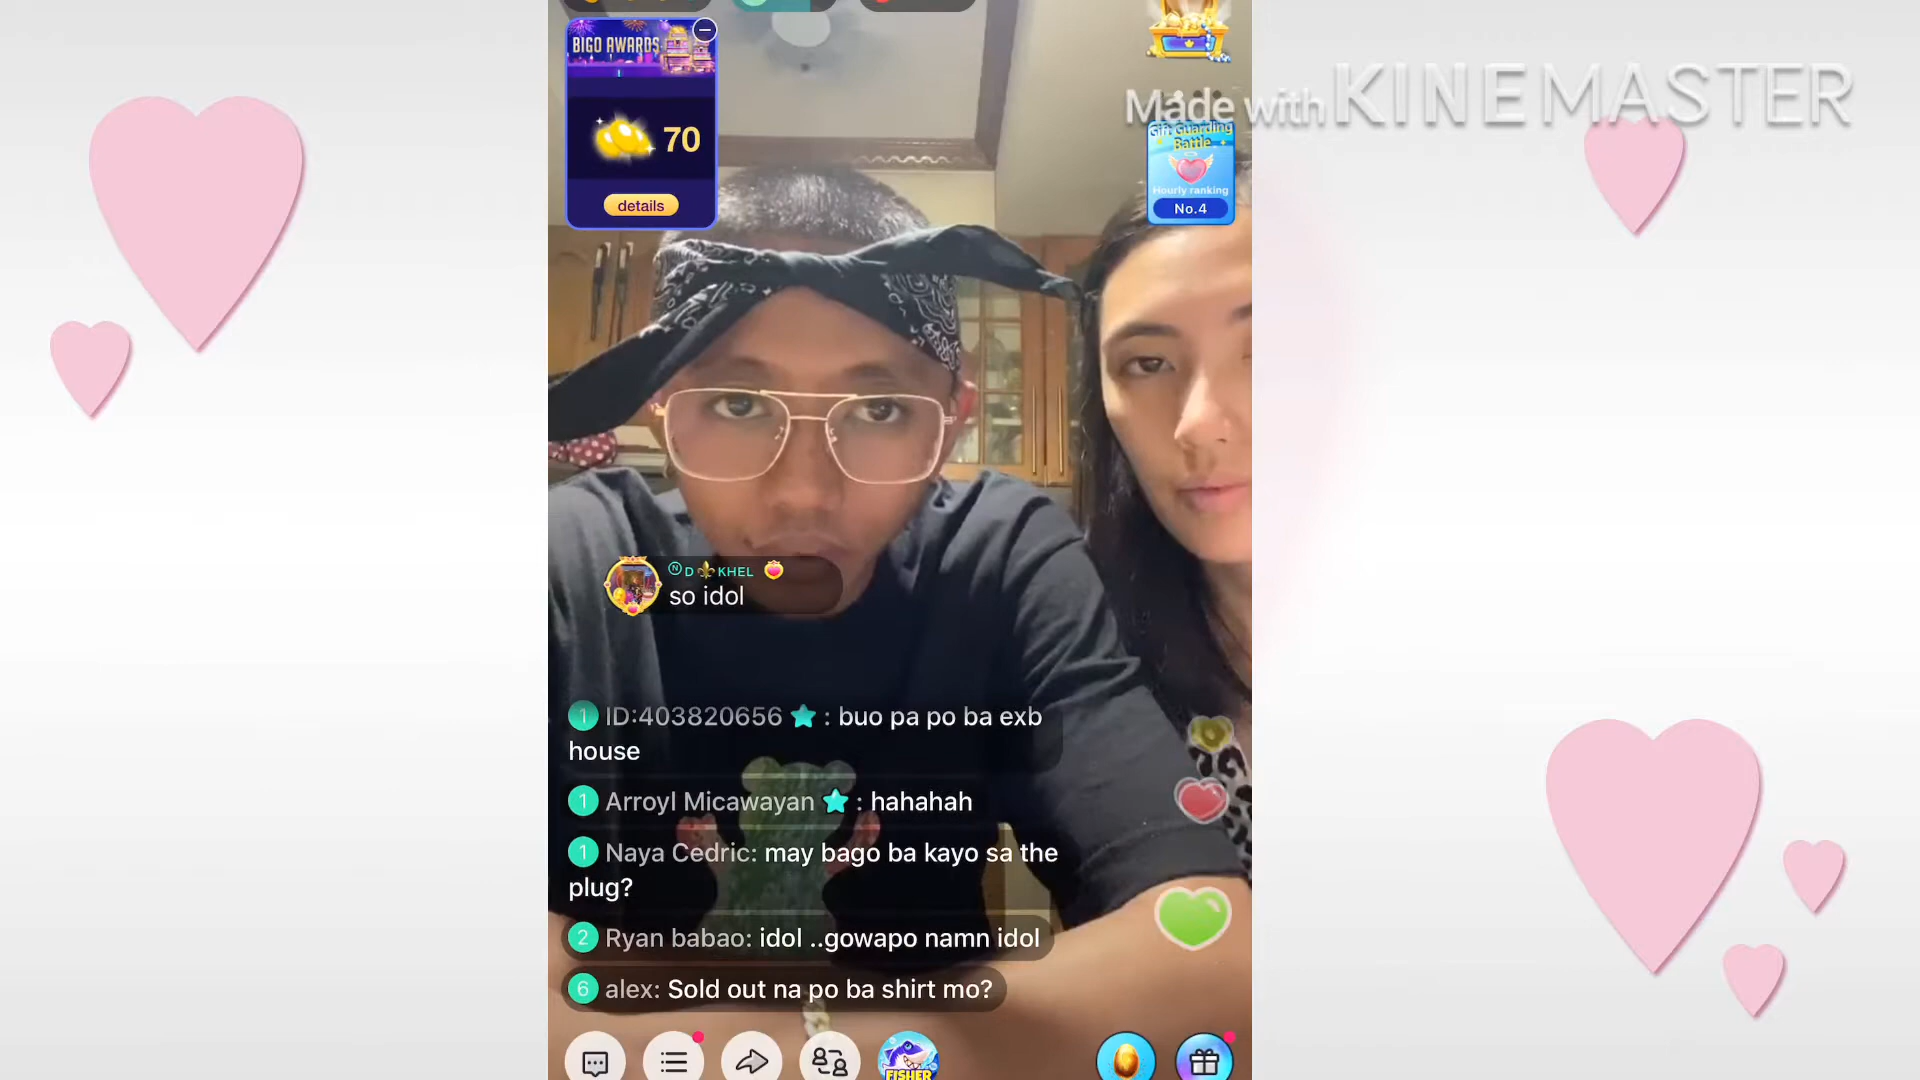 BIGO AWARDS
70
details
Made with KINEMASTER
Gift Guarding
Battle
Hourly ranking
No.4
N D⚜KHEL
so idol
1 ID:403820656 : buo pa po ba exb
house
1 Arroyl Micawayan : hahahah
1 Naya Cedric: may bago ba kayo sa the
plug?
2 Ryan babao: idol ..gowapo namn idol
6 alex: Sold out na po ba shirt mo?
FISHER